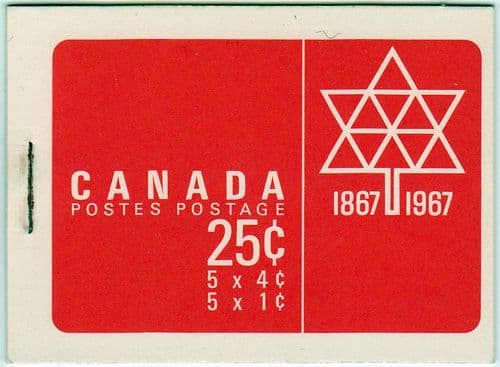 CANADA
POSTES POSTAGE
25¢
5 x 4¢
5 x 1¢
1867 1967